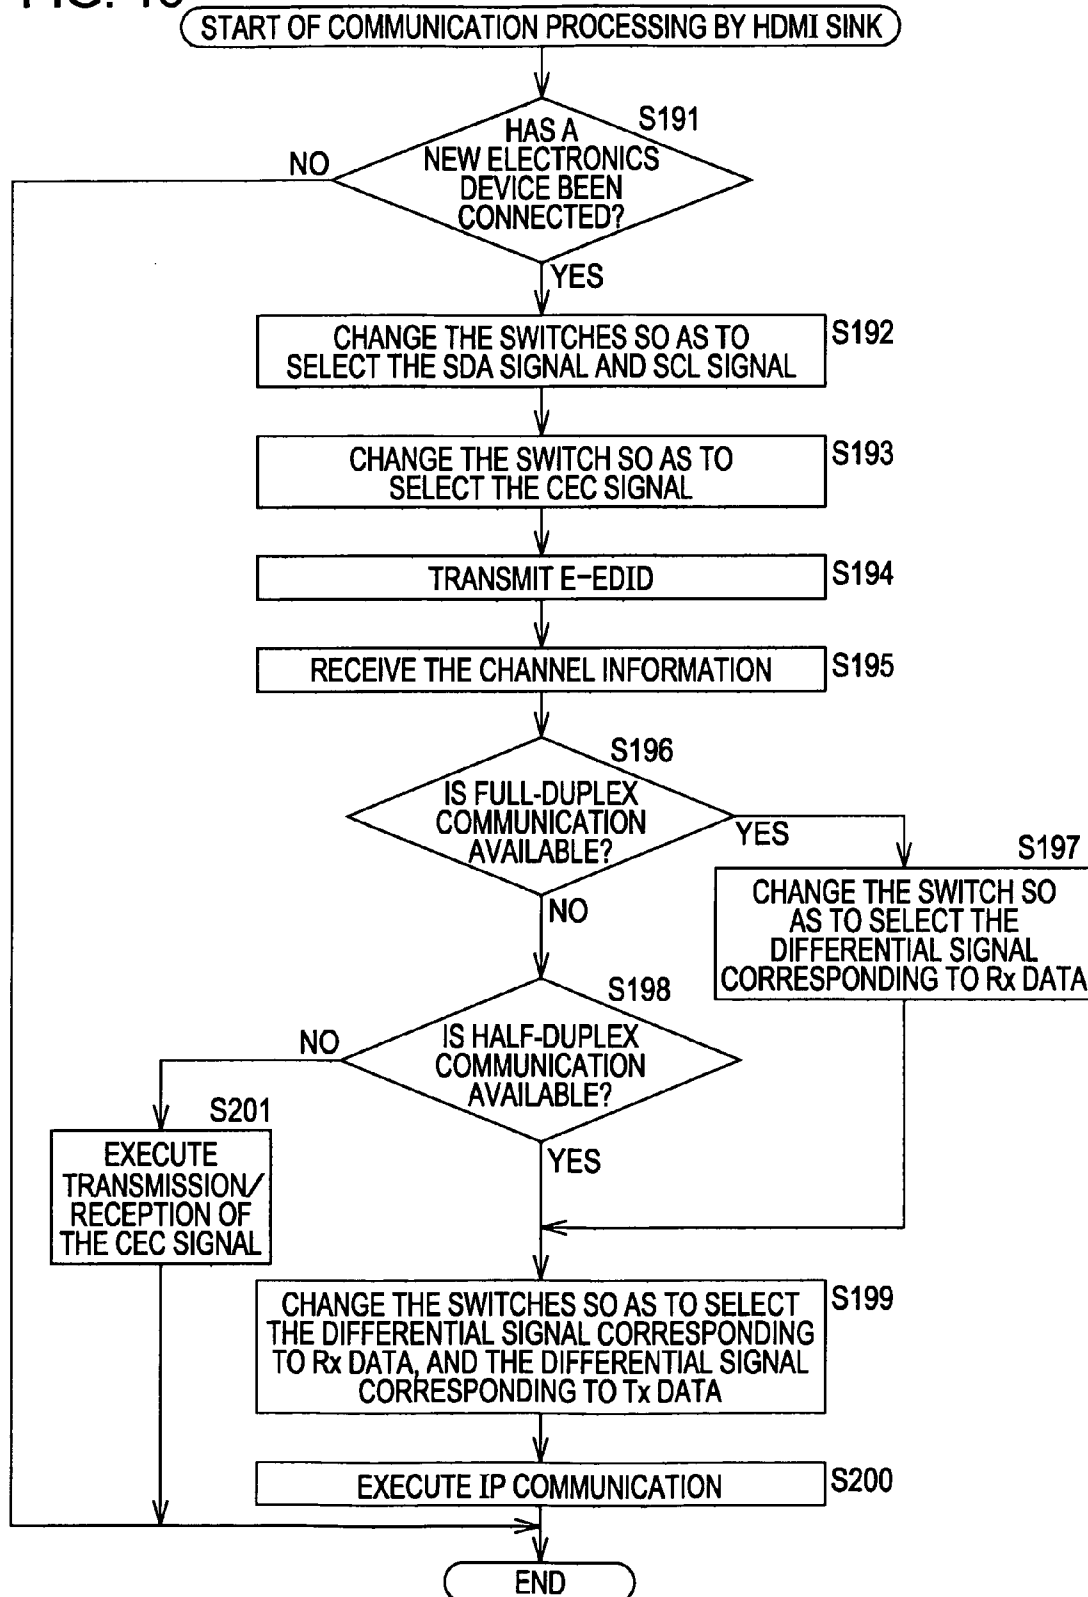 START OF COMMUNICATION PROCESSING BY HDMI SINK
S191
HAS A
NEW ELECTRONICS
DEVICE BEEN
CONNECTED?
NO
YES
CHANGE THE SWITCHES SO AS TO
SELECT THE SDA SIGNAL AND SCL SIGNAL
S192
CHANGE THE SWITCH SO AS TO
SELECT THE CEC SIGNAL
S193
TRANSMIT E-EDID
S194
RECEIVE THE CHANNEL INFORMATION
S195
S196
IS FULL-DUPLEX
COMMUNICATION
AVAILABLE?
YES
NO
S197
CHANGE THE SWITCH SO
AS TO SELECT THE
DIFFERENTIAL SIGNAL
CORRESPONDING TO Rx DATA
S198
IS HALF-DUPLEX
COMMUNICATION
AVAILABLE?
NO
YES
S201
EXECUTE
TRANSMISSION/
RECEPTION OF
THE CEC SIGNAL
CHANGE THE SWITCHES SO AS TO SELECT
THE DIFFERENTIAL SIGNAL CORRESPONDING
TO Rx DATA, AND THE DIFFERENTIAL SIGNAL
CORRESPONDING TO Tx DATA
S199
EXECUTE IP COMMUNICATION
S200
END